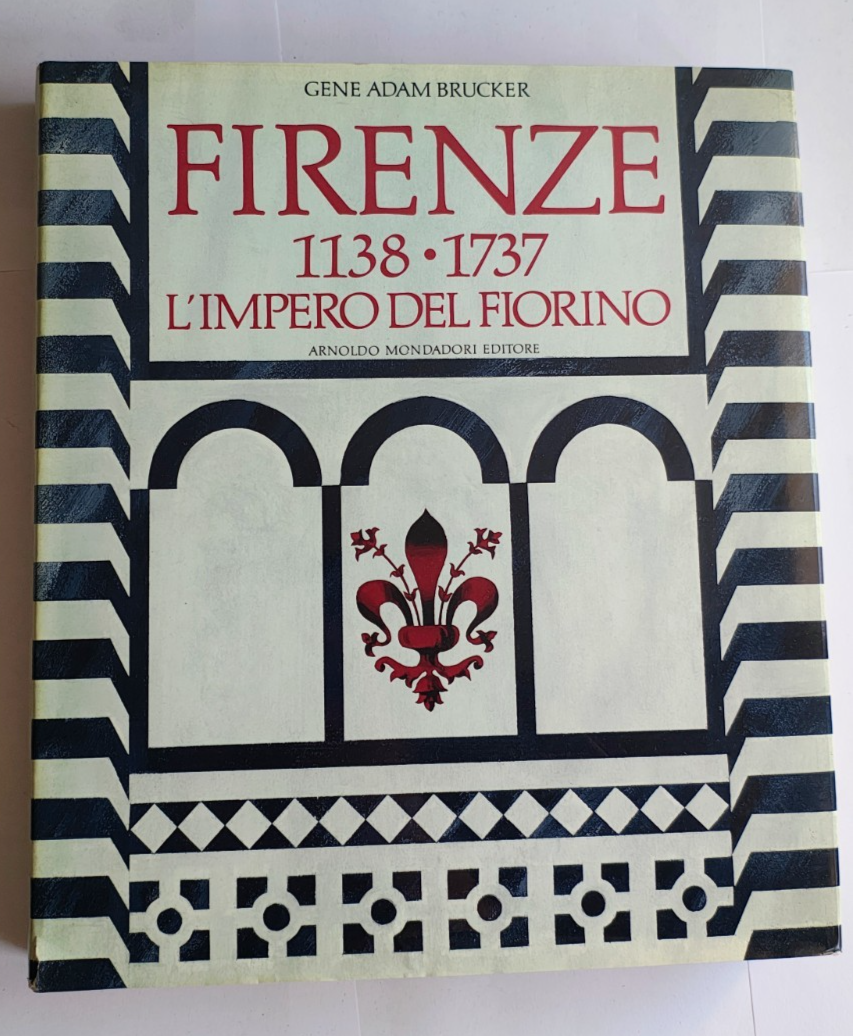 GENE ADAM BRUCKER
FIRENZE
1138 • 1737
L'IMPERO DEL FIORINO
ARNOLDO MONDADORI EDITORE